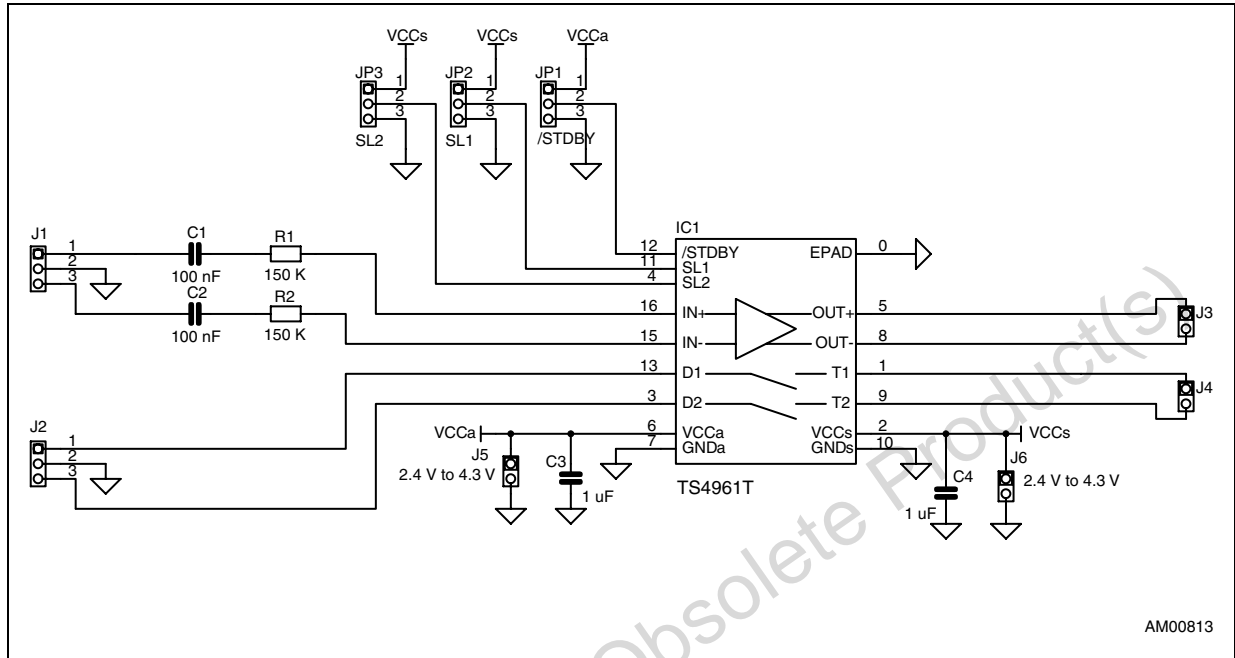 VCCs VCCs VCCa
JP3 JP2 JP1
1 1 1
2 2 2
3 3 3
SL2 SL1 /STDBY
IC1
J1
1
2
3
C1 R1
100 nF 150 K
C2 R2
100 nF 150 K
12 /STDBY EPAD 0
11 SL1
4 SL2
16 IN+ OUT+ 5
15 IN- OUT- 8
13 D1 T1 1
3 D2 T2 9
6 VCCa VCCs 2
7 GNDa GNDs 10
TS4961T
J3
J4
J2
1
2
3
VCCa
J5
2.4 V to 4.3 V
C3
1 uF
VCCs
J6
2.4 V to 4.3 V
C4
1 uF
Obsolete Product(s)
AM00813